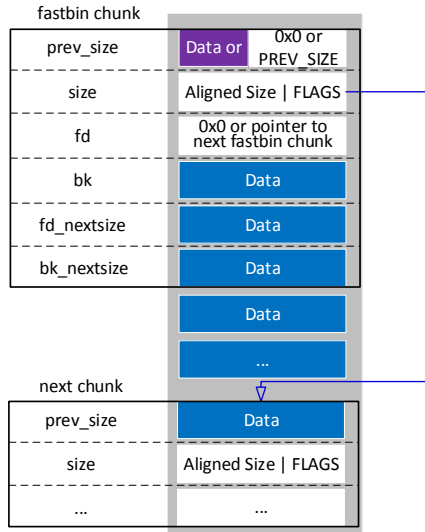 fastbin chunk
prev_size
Data or
0x0 or
PREV_SIZE
size
Aligned Size | FLAGS
fd
0x0 or pointer to
next fastbin chunk
bk
Data
fd_nextsize
Data
bk_nextsize
Data
Data
...
next chunk
prev_size
Data
size
Aligned Size | FLAGS
...
...